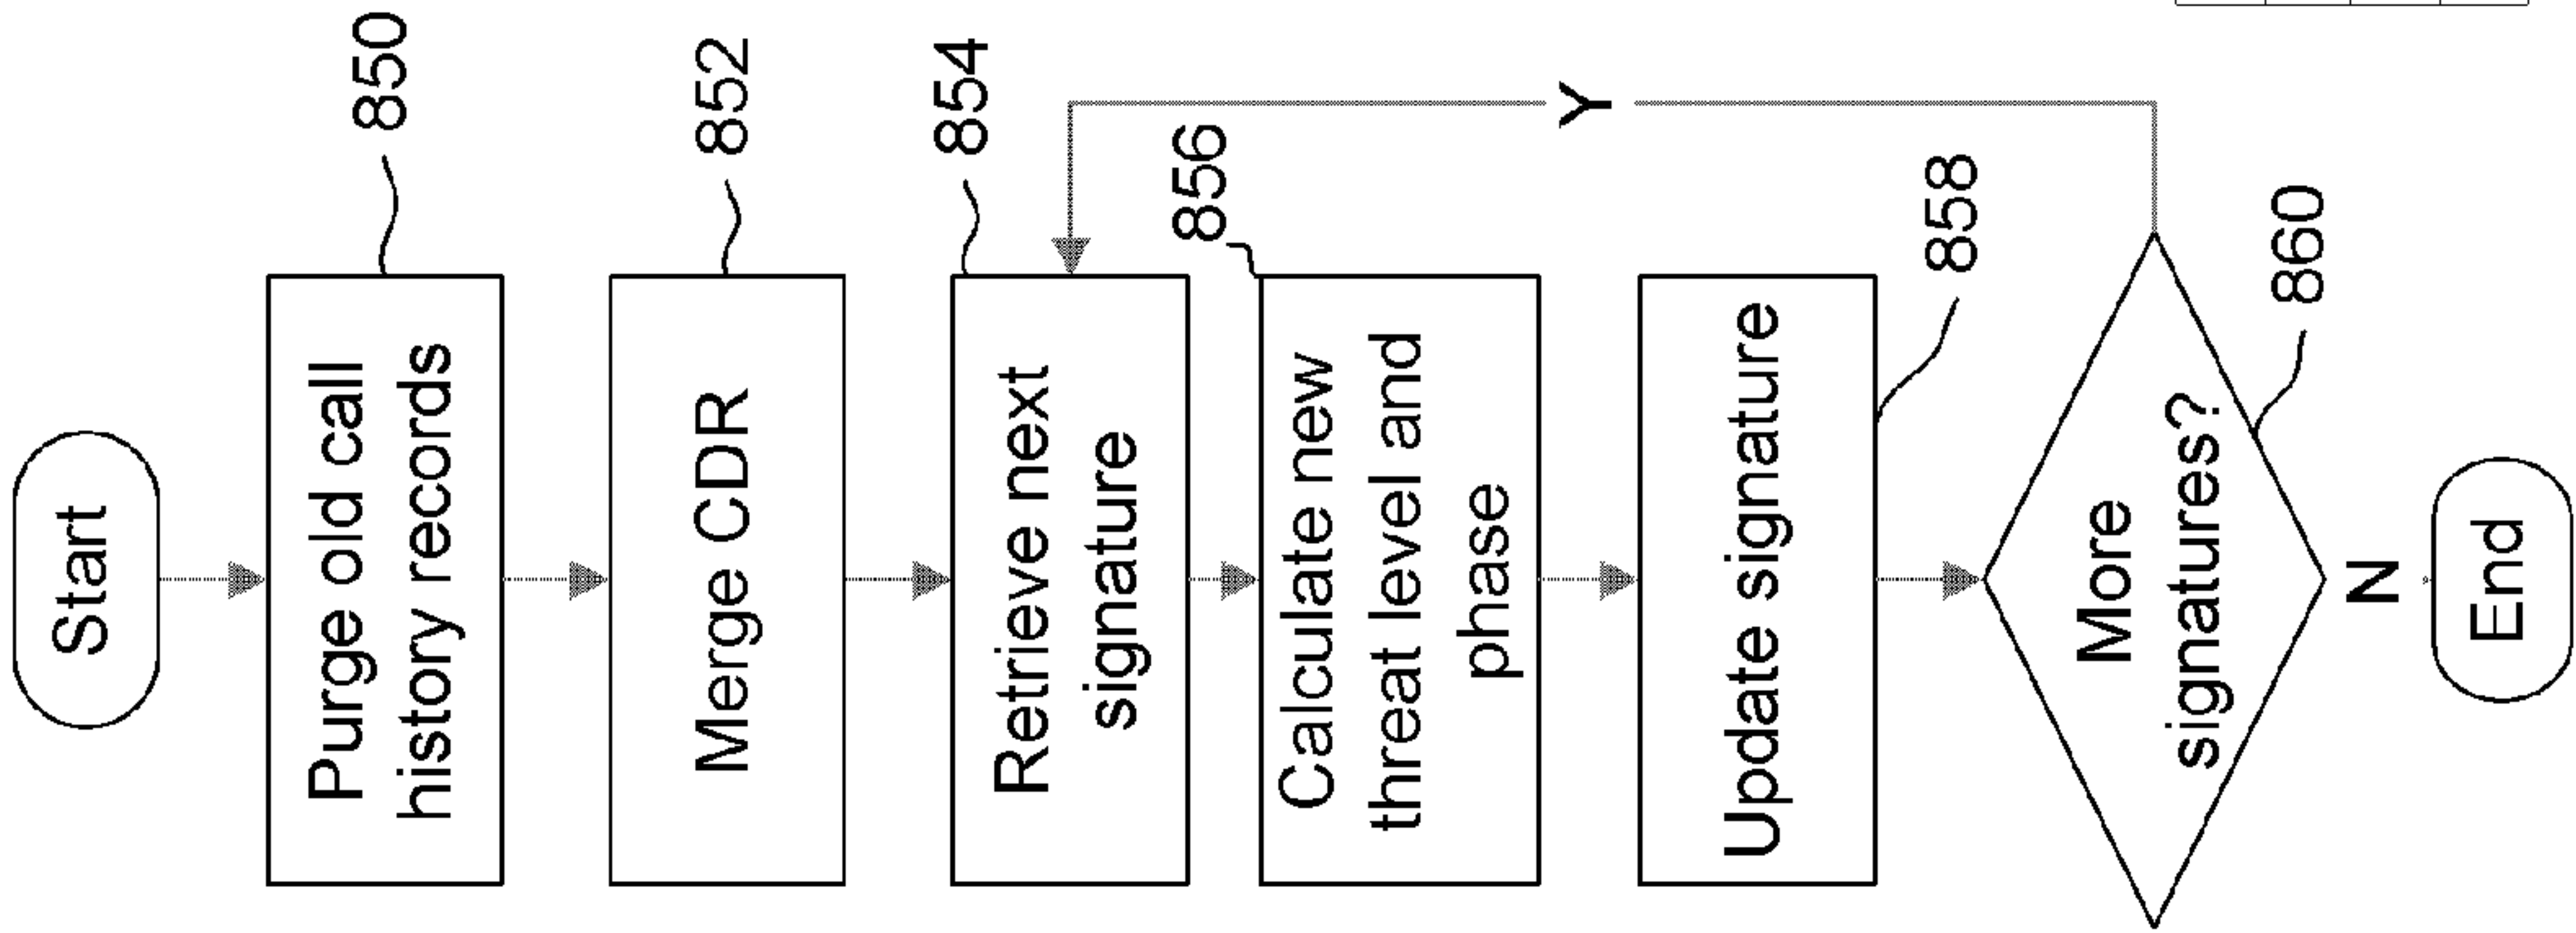 Start
850
Purge old call
history records
852
Merge CDR
854
Retrieve next
signature
856
Calculate new
threat level and
phase
858
Update signature
Y
860
More
signatures?
N
End